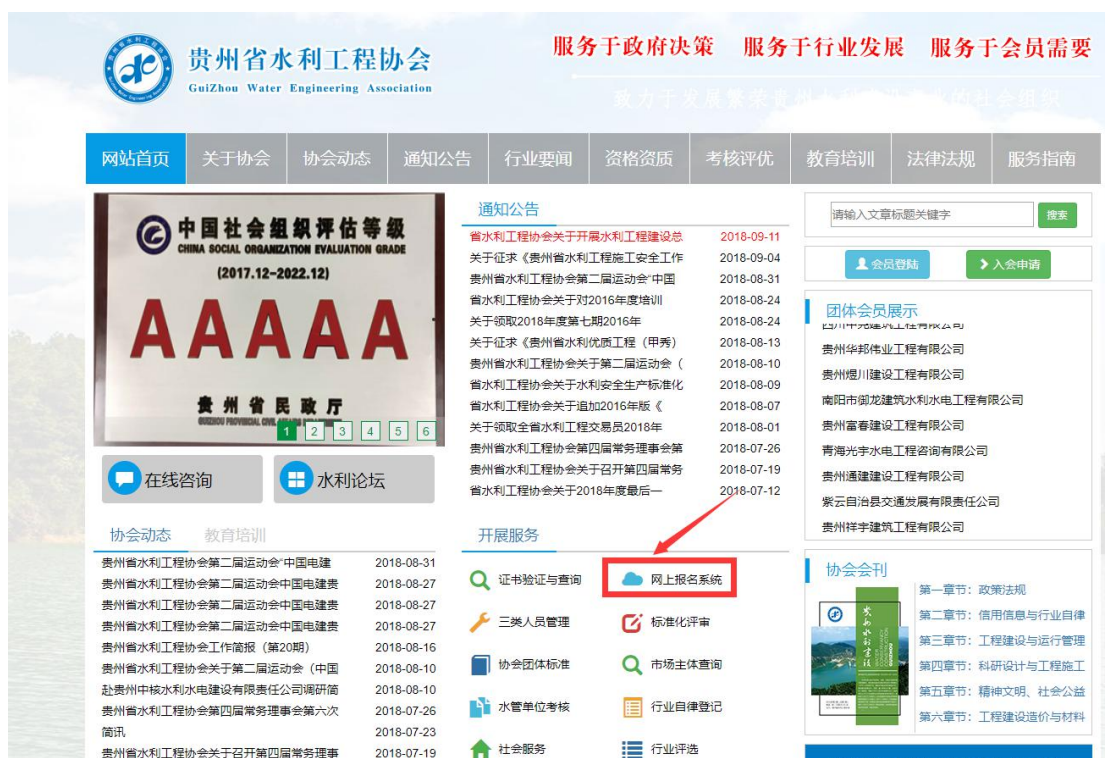 贵州省水利工程协会
GuiZhou Water Engineering Association
服务于政府决策 服务于行业发展 服务于会员需要
网站首页 关于协会 协会动态 通知公告 行业要闻 资格资质 考核评优 教育培训 法律法规 服务指南
中国社会组织评估等级
CHINA SOCIAL ORGANIZATION EVALUATION GRADE
(2017.12-2022.12)
AAAAA
贵州省民政厅
1 2 3 4 5 6
在线咨询 水利论坛
通知公告
省水利工程协会关于开展水利工程建设总 2018-09-11
关于征求《贵州省水利工程施工安全工作 2018-09-04
贵州省水利工程协会第二届运动会“中国 2018-08-31
省水利工程协会关于对2016年度培训 2018-08-24
关于领取2018年度第七期2016年 2018-08-24
关于征求《贵州省水利优质工程（甲秀） 2018-08-13
贵州省水利工程协会关于第二届运动会（ 2018-08-10
省水利工程协会关于水利安全生产标准化 2018-08-09
省水利工程协会关于追加2016年版《 2018-08-07
关于领取全省水利工程交易员2018年 2018-08-01
贵州省水利工程协会第四届常务理事会第 2018-07-26
贵州省水利工程协会关于召开第四届常务 2018-07-19
省水利工程协会关于2018年度最后一 2018-07-12
请输入文章标题关键字 搜索
会员登陆 入会申请
团体会员展示
贵州华邦伟业工程有限公司
贵州煜川建设工程有限公司
南阳市御龙建筑水利水电工程有限公司
贵州富春建设工程有限公司
青海光宇水电工程咨询有限公司
贵州通建建设工程有限公司
紫云自治县交通发展有限责任公司
贵州祥宇建筑工程有限公司
协会动态 教育培训
贵州省水利工程协会第二届运动会“中国电建 2018-08-31
贵州省水利工程协会第二届运动会中国电建贵 2018-08-27
贵州省水利工程协会第二届运动会中国电建贵 2018-08-27
贵州省水利工程协会第二届运动会中国电建贵 2018-08-27
贵州省水利工程协会工作简报（第20期） 2018-08-16
贵州省水利工程协会关于第二届运动会（中国 2018-08-10
赴贵州中核水利水电建设有限责任公司调研简 2018-08-10
贵州省水利工程协会第四届常务理事会第六次 2018-07-26
简讯 2018-07-23
贵州省水利工程协会关于召开第四届常务理事 2018-07-19
开展服务
证书验证与查询 网上报名系统
三类人员管理 标准化评审
协会团体标准 市场主体查询
水管单位考核 行业自律登记
社会服务 行业评选
协会会刊
第一章节：政策法规
第二章节：信用信息与行业自律
第三章节：工程建设与运行管理
第四章节：科研设计与工程施工
第五章节：精神文明、社会公益
第六章节：工程建设造价与材料